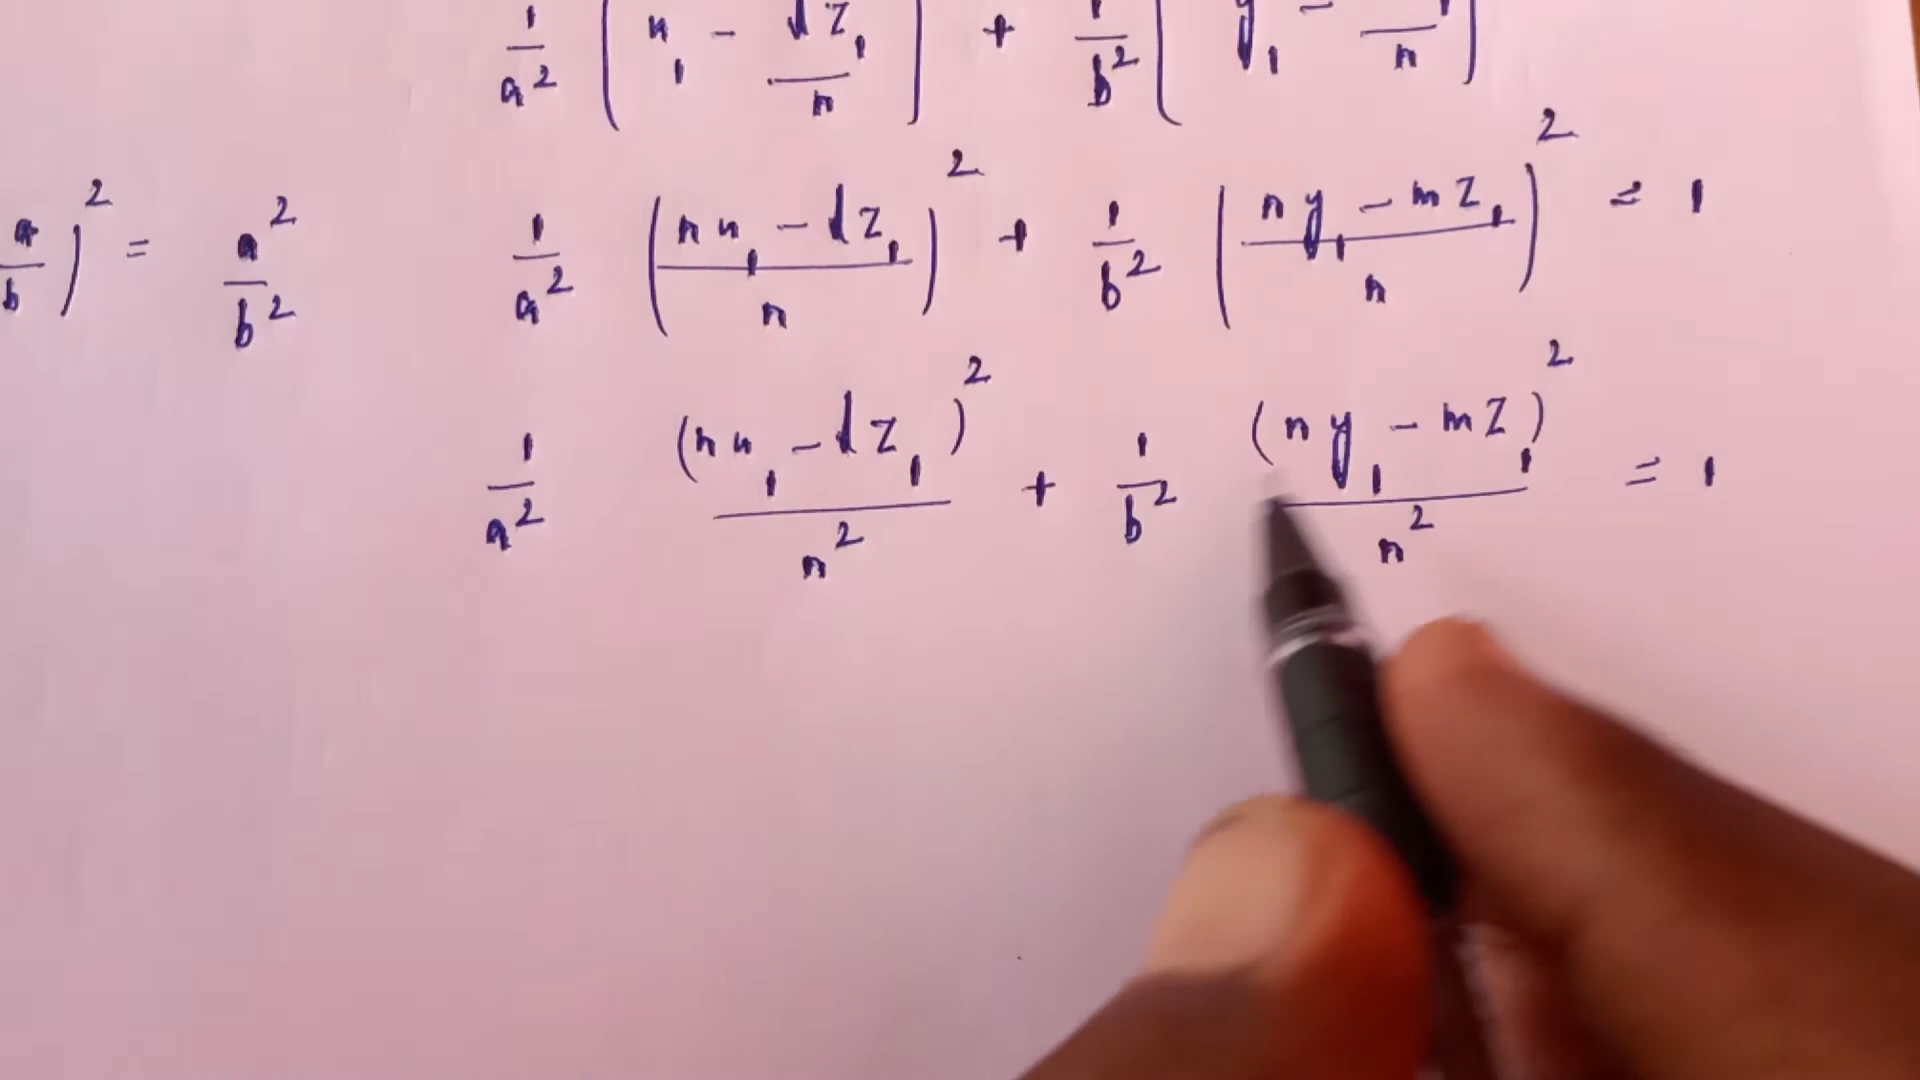 1/a² ( x₁ - lz₁/n ) + 1/b² ( y₁ - /n )
a/b )² = a²/b² 1/a² ( (nx₁ - lz₁)/n )² + 1/b² ( (ny₁ - mz₁)/n )² = 1
1/a² (nx₁ - lz₁)²/n² + 1/b² (ny₁ - mz₁)²/n² = 1